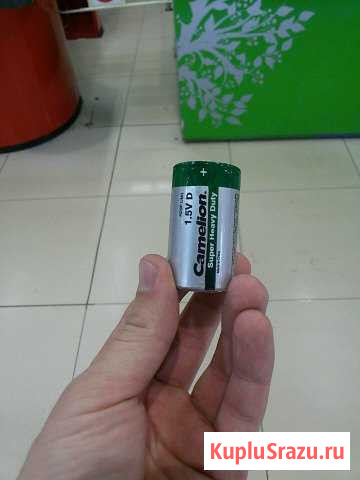 +
1.5V D
Camelion
Super Heavy Duty
KupluSrazu.ru